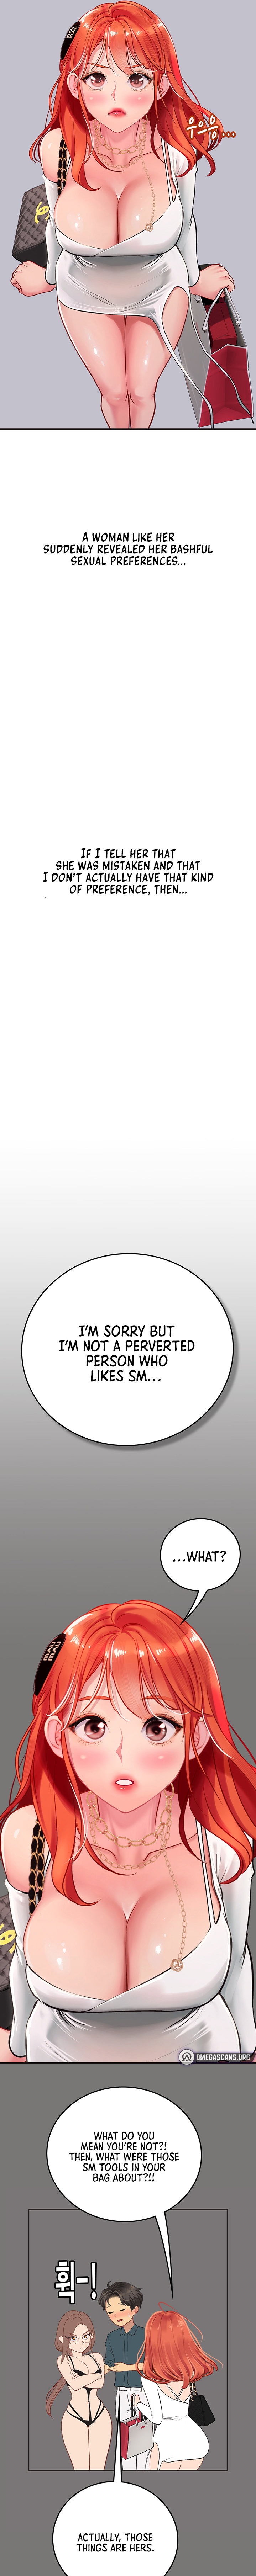 우으응...
A WOMAN LIKE HER
SUDDENLY REVEALED HER BASHFUL
SEXUAL PREFERENCES...
IF I TELL HER THAT
SHE WAS MISTAKEN AND THAT
I DON'T ACTUALLY HAVE THAT KIND
OF PREFERENCE, THEN...
I'M SORRY BUT
I'M NOT A PERVERTED
PERSON WHO
LIKES SM...
...WHAT?
OMEGASCANS.ORG
WHAT DO YOU
MEAN YOU'RE NOT?!
THEN, WHAT WERE THOSE
SM TOOLS IN YOUR
BAG ABOUT?!!
휙-!
ACTUALLY, THOSE
THINGS ARE HERS.